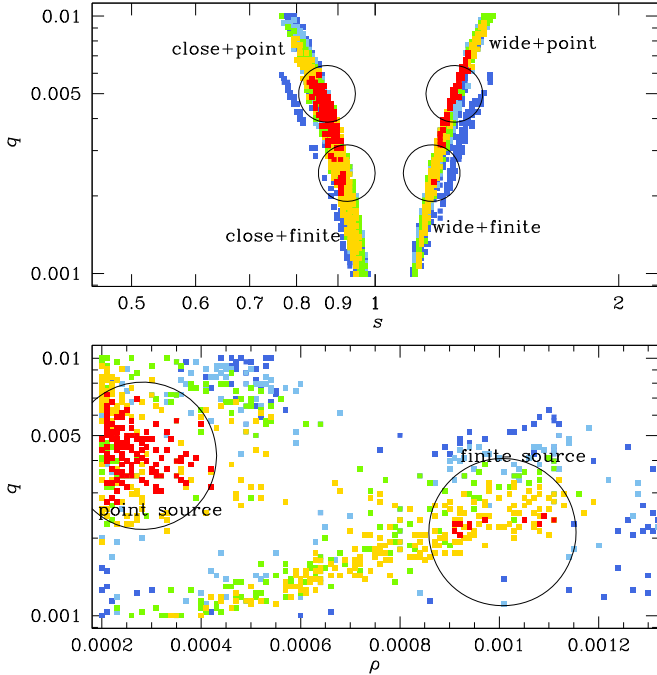 0.01
close+point
wide+point
0.005
q
close+finite
wide+finite
0.001
0.5 0.6 0.7 0.8 0.9 1 2
s
0.01
0.005
finite source
q
point source
0.001
0.0002 0.0004 0.0006 0.0008 0.001 0.0012
ρ